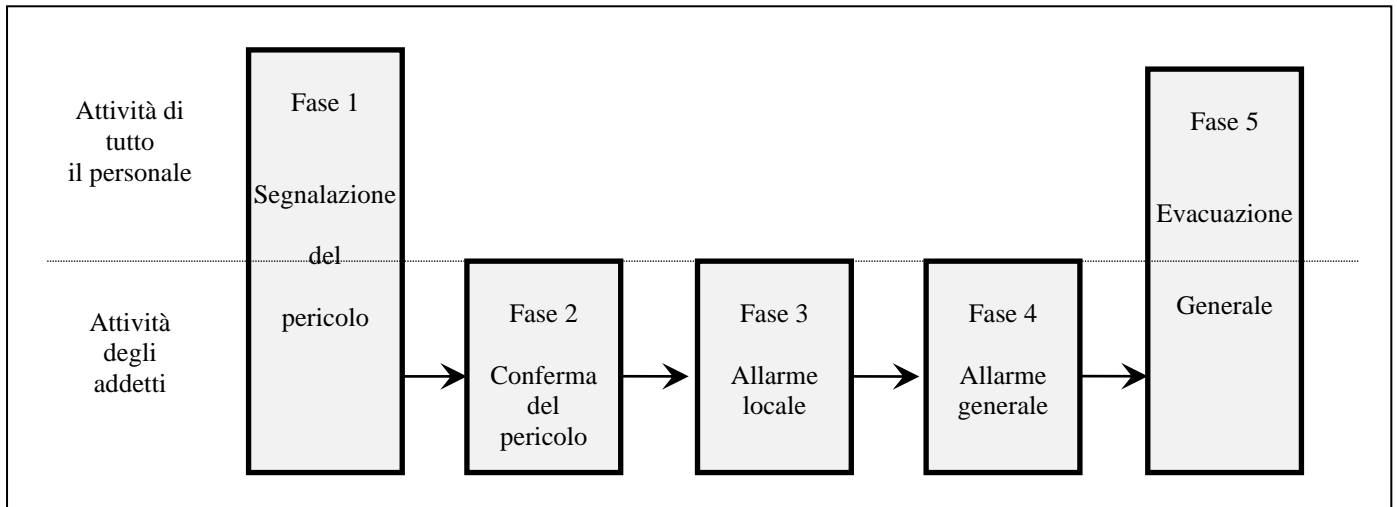 Attività di
tutto
il personale
Attività
degli
addetti
Fase 1
Segnalazione
del
pericolo
Fase 2
Conferma
del
pericolo
Fase 3
Allarme
locale
Fase 4
Allarme
generale
Fase 5
Evacuazione
Generale